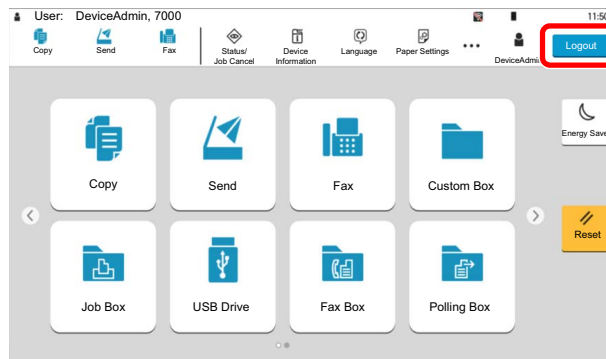 User: DeviceAdmin, 7000
11:50
Copy
Send
Fax
Status/
Job Cancel
Device
Information
Language
Paper Settings
DeviceAdmin
Logout
Copy
Send
Fax
Custom Box
Energy Save
Reset
Job Box
USB Drive
Fax Box
Polling Box